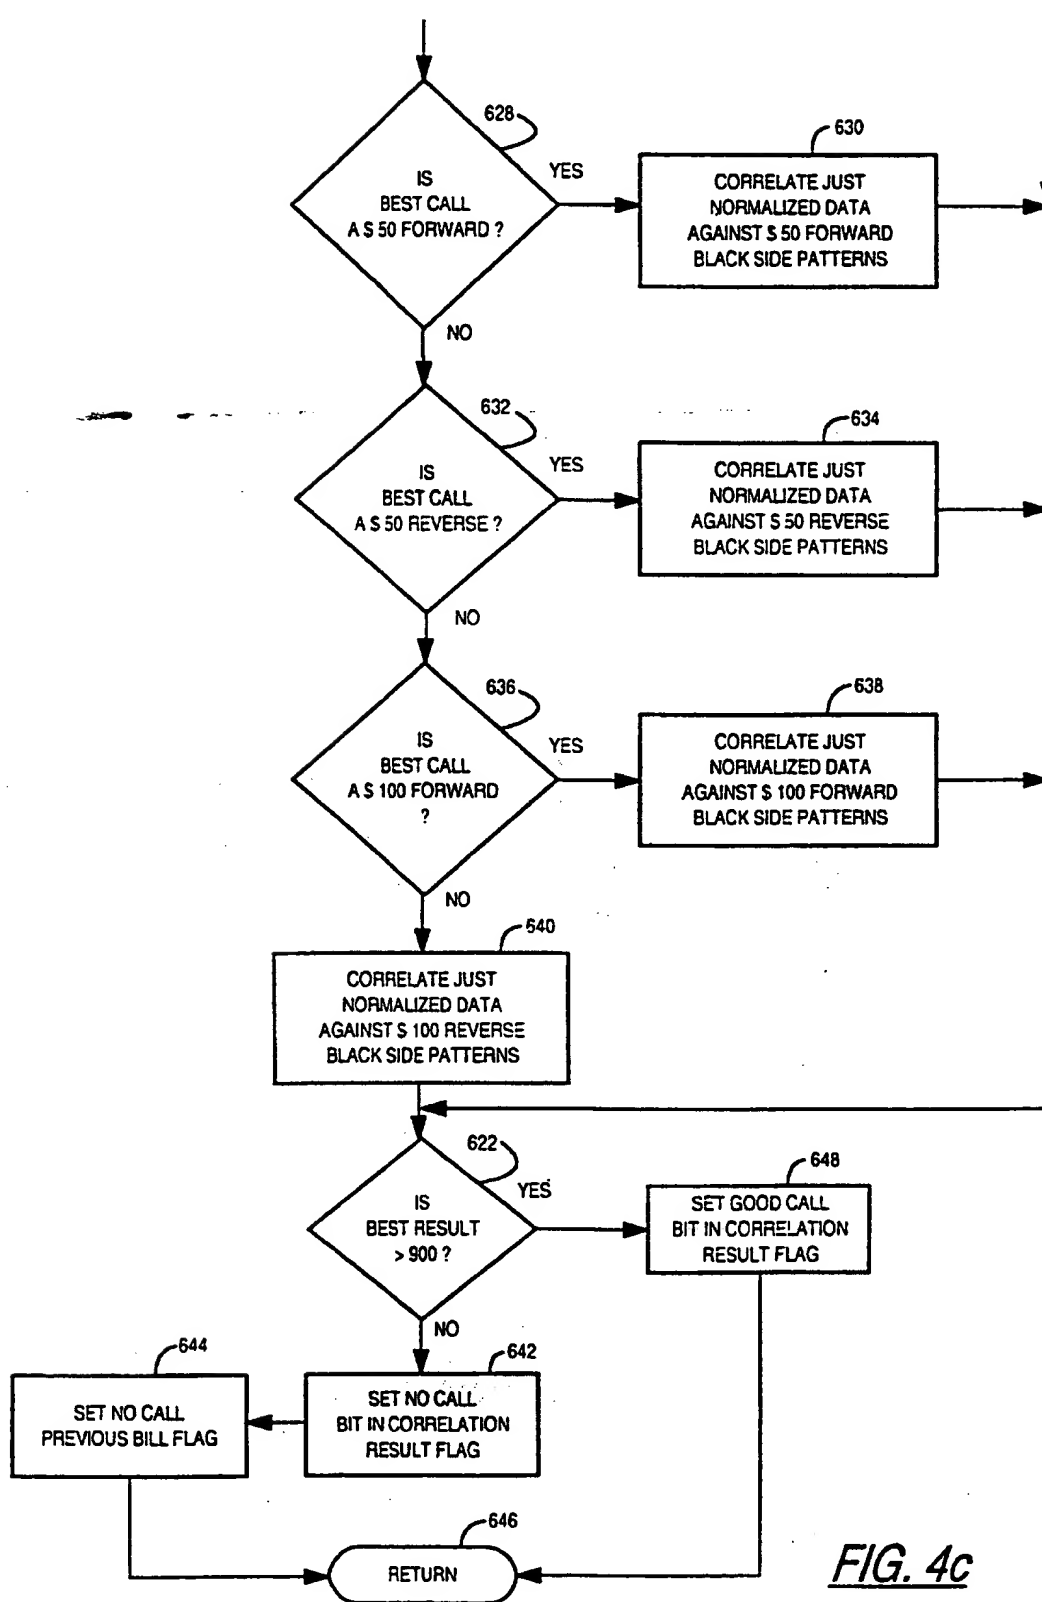 628
IS
BEST CALL
A $ 50 FORWARD ?
YES
NO
630
CORRELATE JUST
NORMALIZED DATA
AGAINST $ 50 FORWARD
BLACK SIDE PATTERNS
632
IS
BEST CALL
A $ 50 REVERSE ?
YES
NO
634
CORRELATE JUST
NORMALIZED DATA
AGAINST $ 50 REVERSE
BLACK SIDE PATTERNS
636
IS
BEST CALL
A $ 100 FORWARD
?
YES
NO
638
CORRELATE JUST
NORMALIZED DATA
AGAINST $ 100 FORWARD
BLACK SIDE PATTERNS
640
CORRELATE JUST
NORMALIZED DATA
AGAINST $ 100 REVERSE
BLACK SIDE PATTERNS
622
IS
BEST RESULT
> 900 ?
YES
NO
648
SET GOOD CALL
BIT IN CORRELATION
RESULT FLAG
642
SET NO CALL
BIT IN CORRELATION
RESULT FLAG
644
SET NO CALL
PREVIOUS BILL FLAG
646
RETURN
FIG. 4c